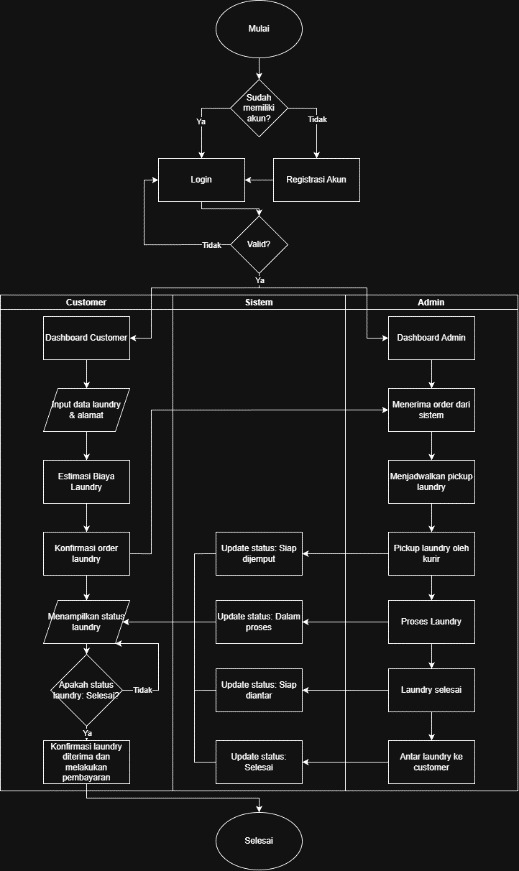 Mulai
Sudah
memiliki
akun?
Ya
Tidak
Login
Registrasi Akun
Valid?
Tidak
Ya
Customer
Sistem
Admin
Dashboard Customer
Dashboard Admin
Input data laundry
& alamat
Menerima order dari
sistem
Estimasi Biaya
Laundry
Menjadwalkan pickup
laundry
Konfirmasi order
laundry
Update status: Siap
dijemput
Pickup laundry oleh
kurir
Menampilkan status
laundry
Update status: Dalam
proses
Proses Laundry
Apakah status
laundry: Selesai?
Tidak
Update status: Siap
diantar
Laundry selesai
Ya
Konfirmasi laundry
diterima dan
melakukan
pembayaran
Update status:
Selesai
Antar laundry ke
customer
Selesai